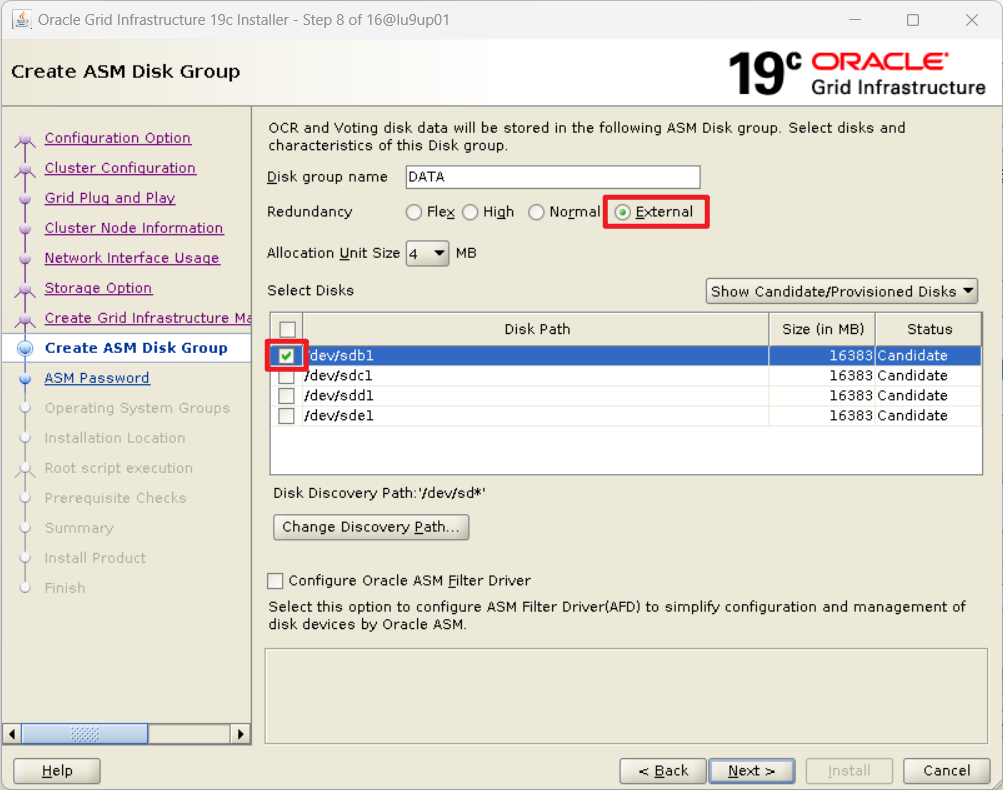 Oracle Grid Infrastructure 19c Installer - Step 8 of 16@lu9up01
Create ASM Disk Group
19c ORACLE
Grid Infrastructure
Configuration Option
Cluster Configuration
Grid Plug and Play
Cluster Node Information
Network Interface Usage
Storage Option
Create Grid Infrastructure Ma
Create ASM Disk Group
ASM Password
Operating System Groups
Installation Location
Root script execution
Prerequisite Checks
Summary
Install Product
Finish
OCR and Voting disk data will be stored in the following ASM Disk group. Select disks and
characteristics of this Disk group.
Disk group name DATA
Redundancy Flex High Normal External
Allocation Unit Size 4 MB
Select Disks Show Candidate/Provisioned Disks
Disk Path Size (in MB) Status
/dev/sdb1 16383 Candidate
/dev/sdc1 16383 Candidate
/dev/sdd1 16383 Candidate
/dev/sde1 16383 Candidate
Disk Discovery Path:'/dev/sd*'
Change Discovery Path...
Configure Oracle ASM Filter Driver
Select this option to configure ASM Filter Driver(AFD) to simplify configuration and management of
disk devices by Oracle ASM.
Help < Back Next > Install Cancel